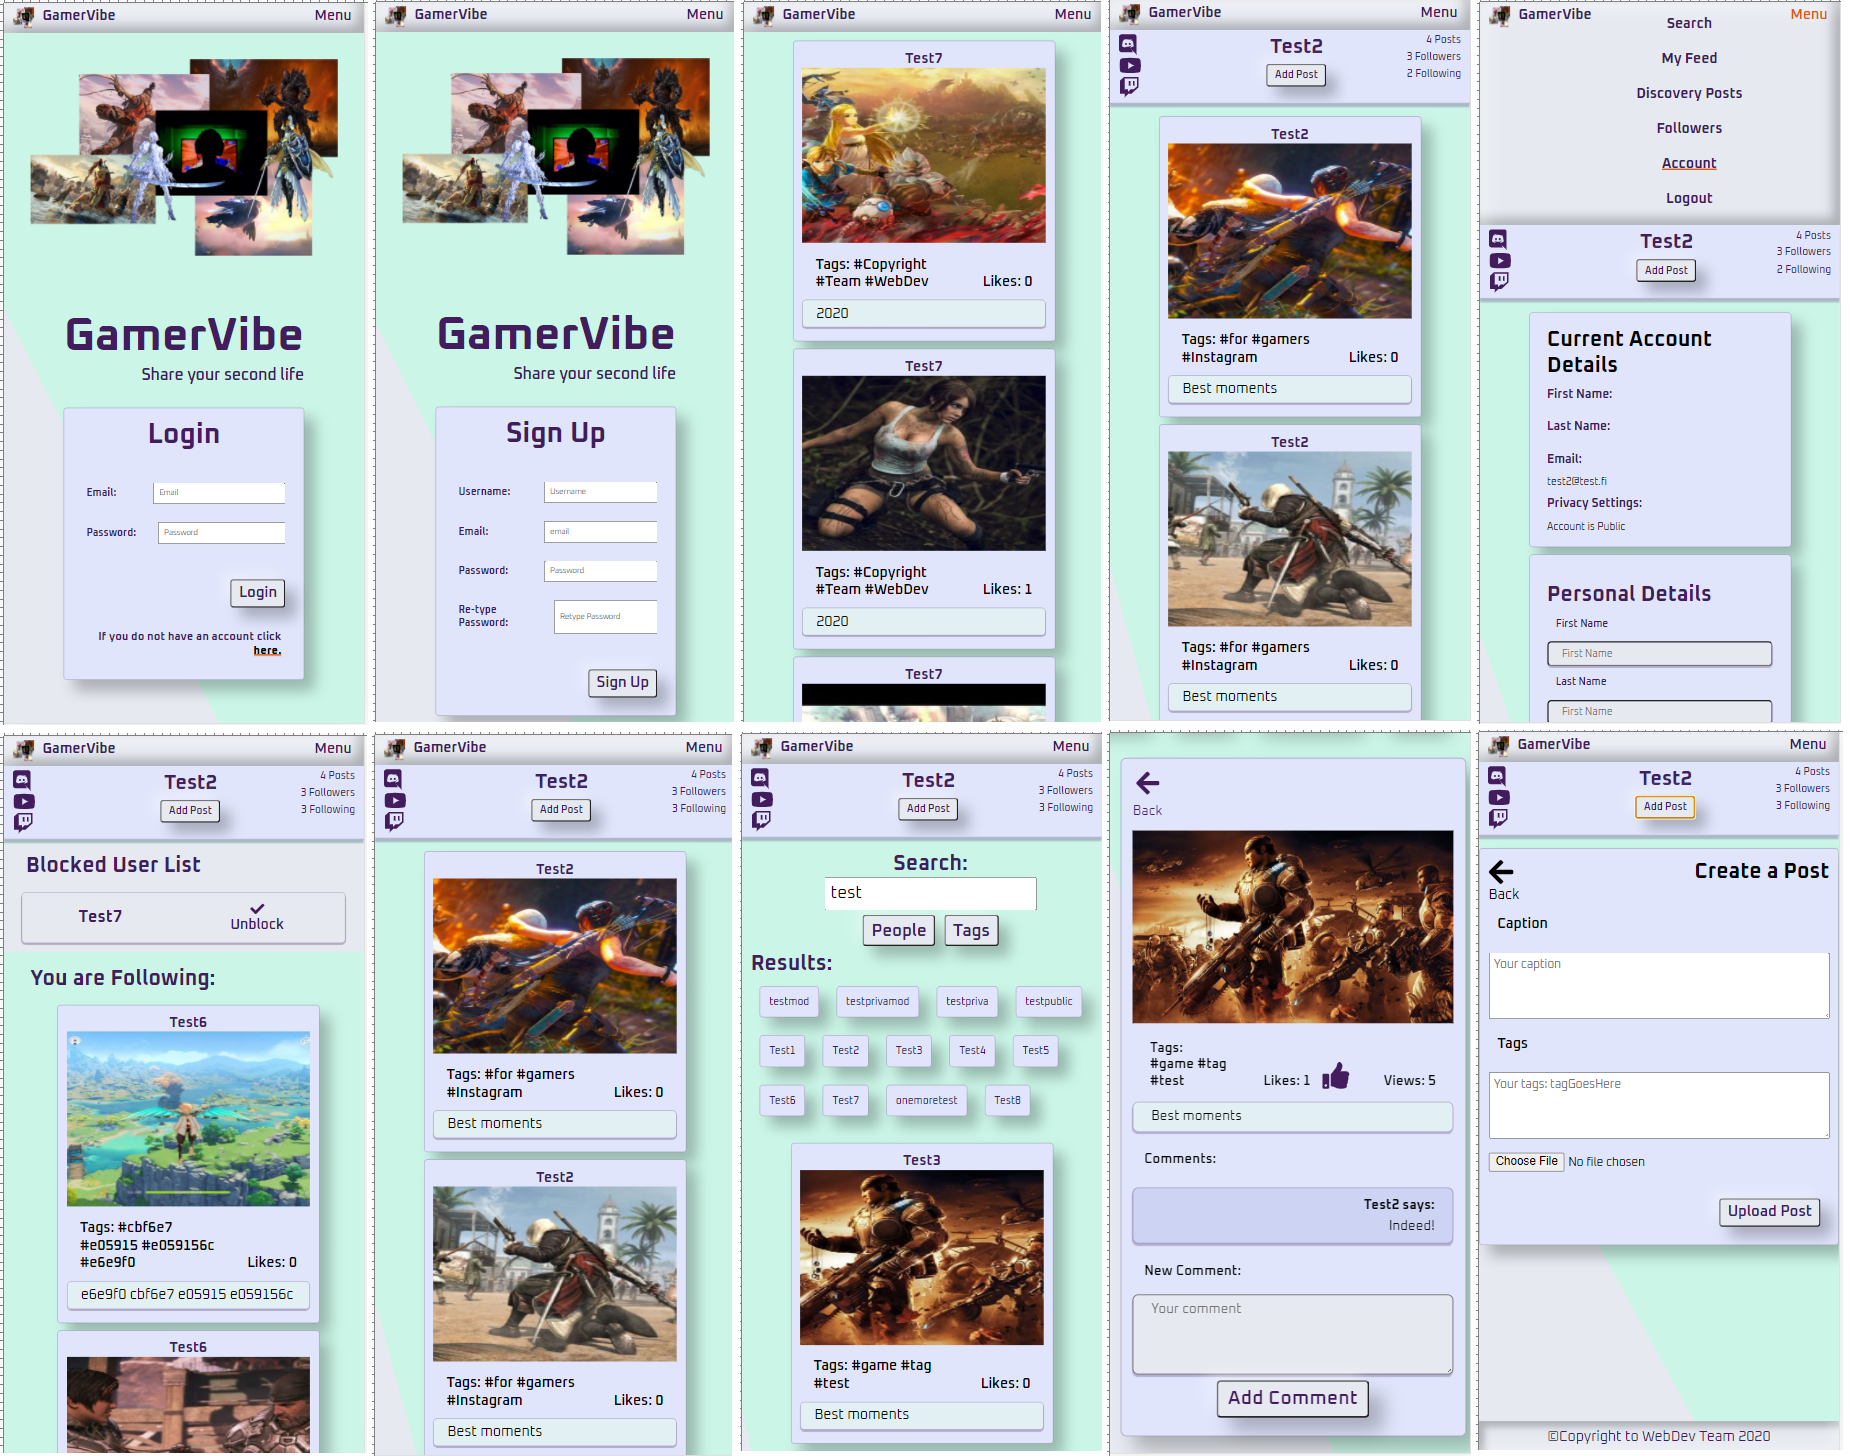 GamerVibe Menu
GamerVibe
Share your second life
Login
Email: Email
Password: Password
Login
If you do not have an account click
here.
GamerVibe Menu
GamerVibe
Share your second life
Sign Up
Username: Username
Email: email
Password: Password
Re-type
Password: Retype Password
Sign Up
GamerVibe Menu
Test7
Tags: #Copyright
#Team #WebDev Likes: 0
2020
Test7
Tags: #Copyright
#Team #WebDev Likes: 1
2020
Test7
GamerVibe Menu
Test2
Add Post
4 Posts
3 Followers
2 Following
Test2
Tags: #for #gamers
#Instagram Likes: 0
Best moments
Test2
Tags: #for #gamers
#Instagram Likes: 0
Best moments
GamerVibe Menu
Search
My Feed
Discovery Posts
Followers
Account
Logout
Test2
Add Post
4 Posts
3 Followers
2 Following
Current Account
Details
First Name:
Last Name:
Email:
test2@test.fi
Privacy Settings:
Account is Public
Personal Details
First Name
First Name
Last Name
First Name
GamerVibe Menu
Test2
Add Post
4 Posts
3 Followers
3 Following
Blocked User List
Test7 Unblock
You are Following:
Test6
Tags: #cbf6e7
#e05915 #e059156c
#e6e9f0 Likes: 0
e6e9f0 cbf6e7 e05915 e059156c
Test6
GamerVibe Menu
Test2
Add Post
4 Posts
3 Followers
3 Following
Test2
Tags: #for #gamers
#Instagram Likes: 0
Best moments
Test2
Tags: #for #gamers
#Instagram Likes: 0
Best moments
GamerVibe Menu
Test2
Add Post
4 Posts
3 Followers
3 Following
Search:
test
People Tags
Results:
testmod testprivamod testpriva testpublic
Test1 Test2 Test3 Test4 Test5
Test6 Test7 onemoretest Test8
Test3
Tags: #game #tag
#test Likes: 0
Best moments
Back
Tags:
#game #tag
#test Likes: 1 Views: 5
Best moments
Comments:
Test2 says:
Indeed!
New Comment:
Your comment
Add Comment
GamerVibe Menu
Test2
Add Post
4 Posts
3 Followers
3 Following
Create a Post
Back
Caption
Your caption
Tags
Your tags: tagGoesHere
Choose File No file chosen
Upload Post
©Copyright to WebDev Team 2020